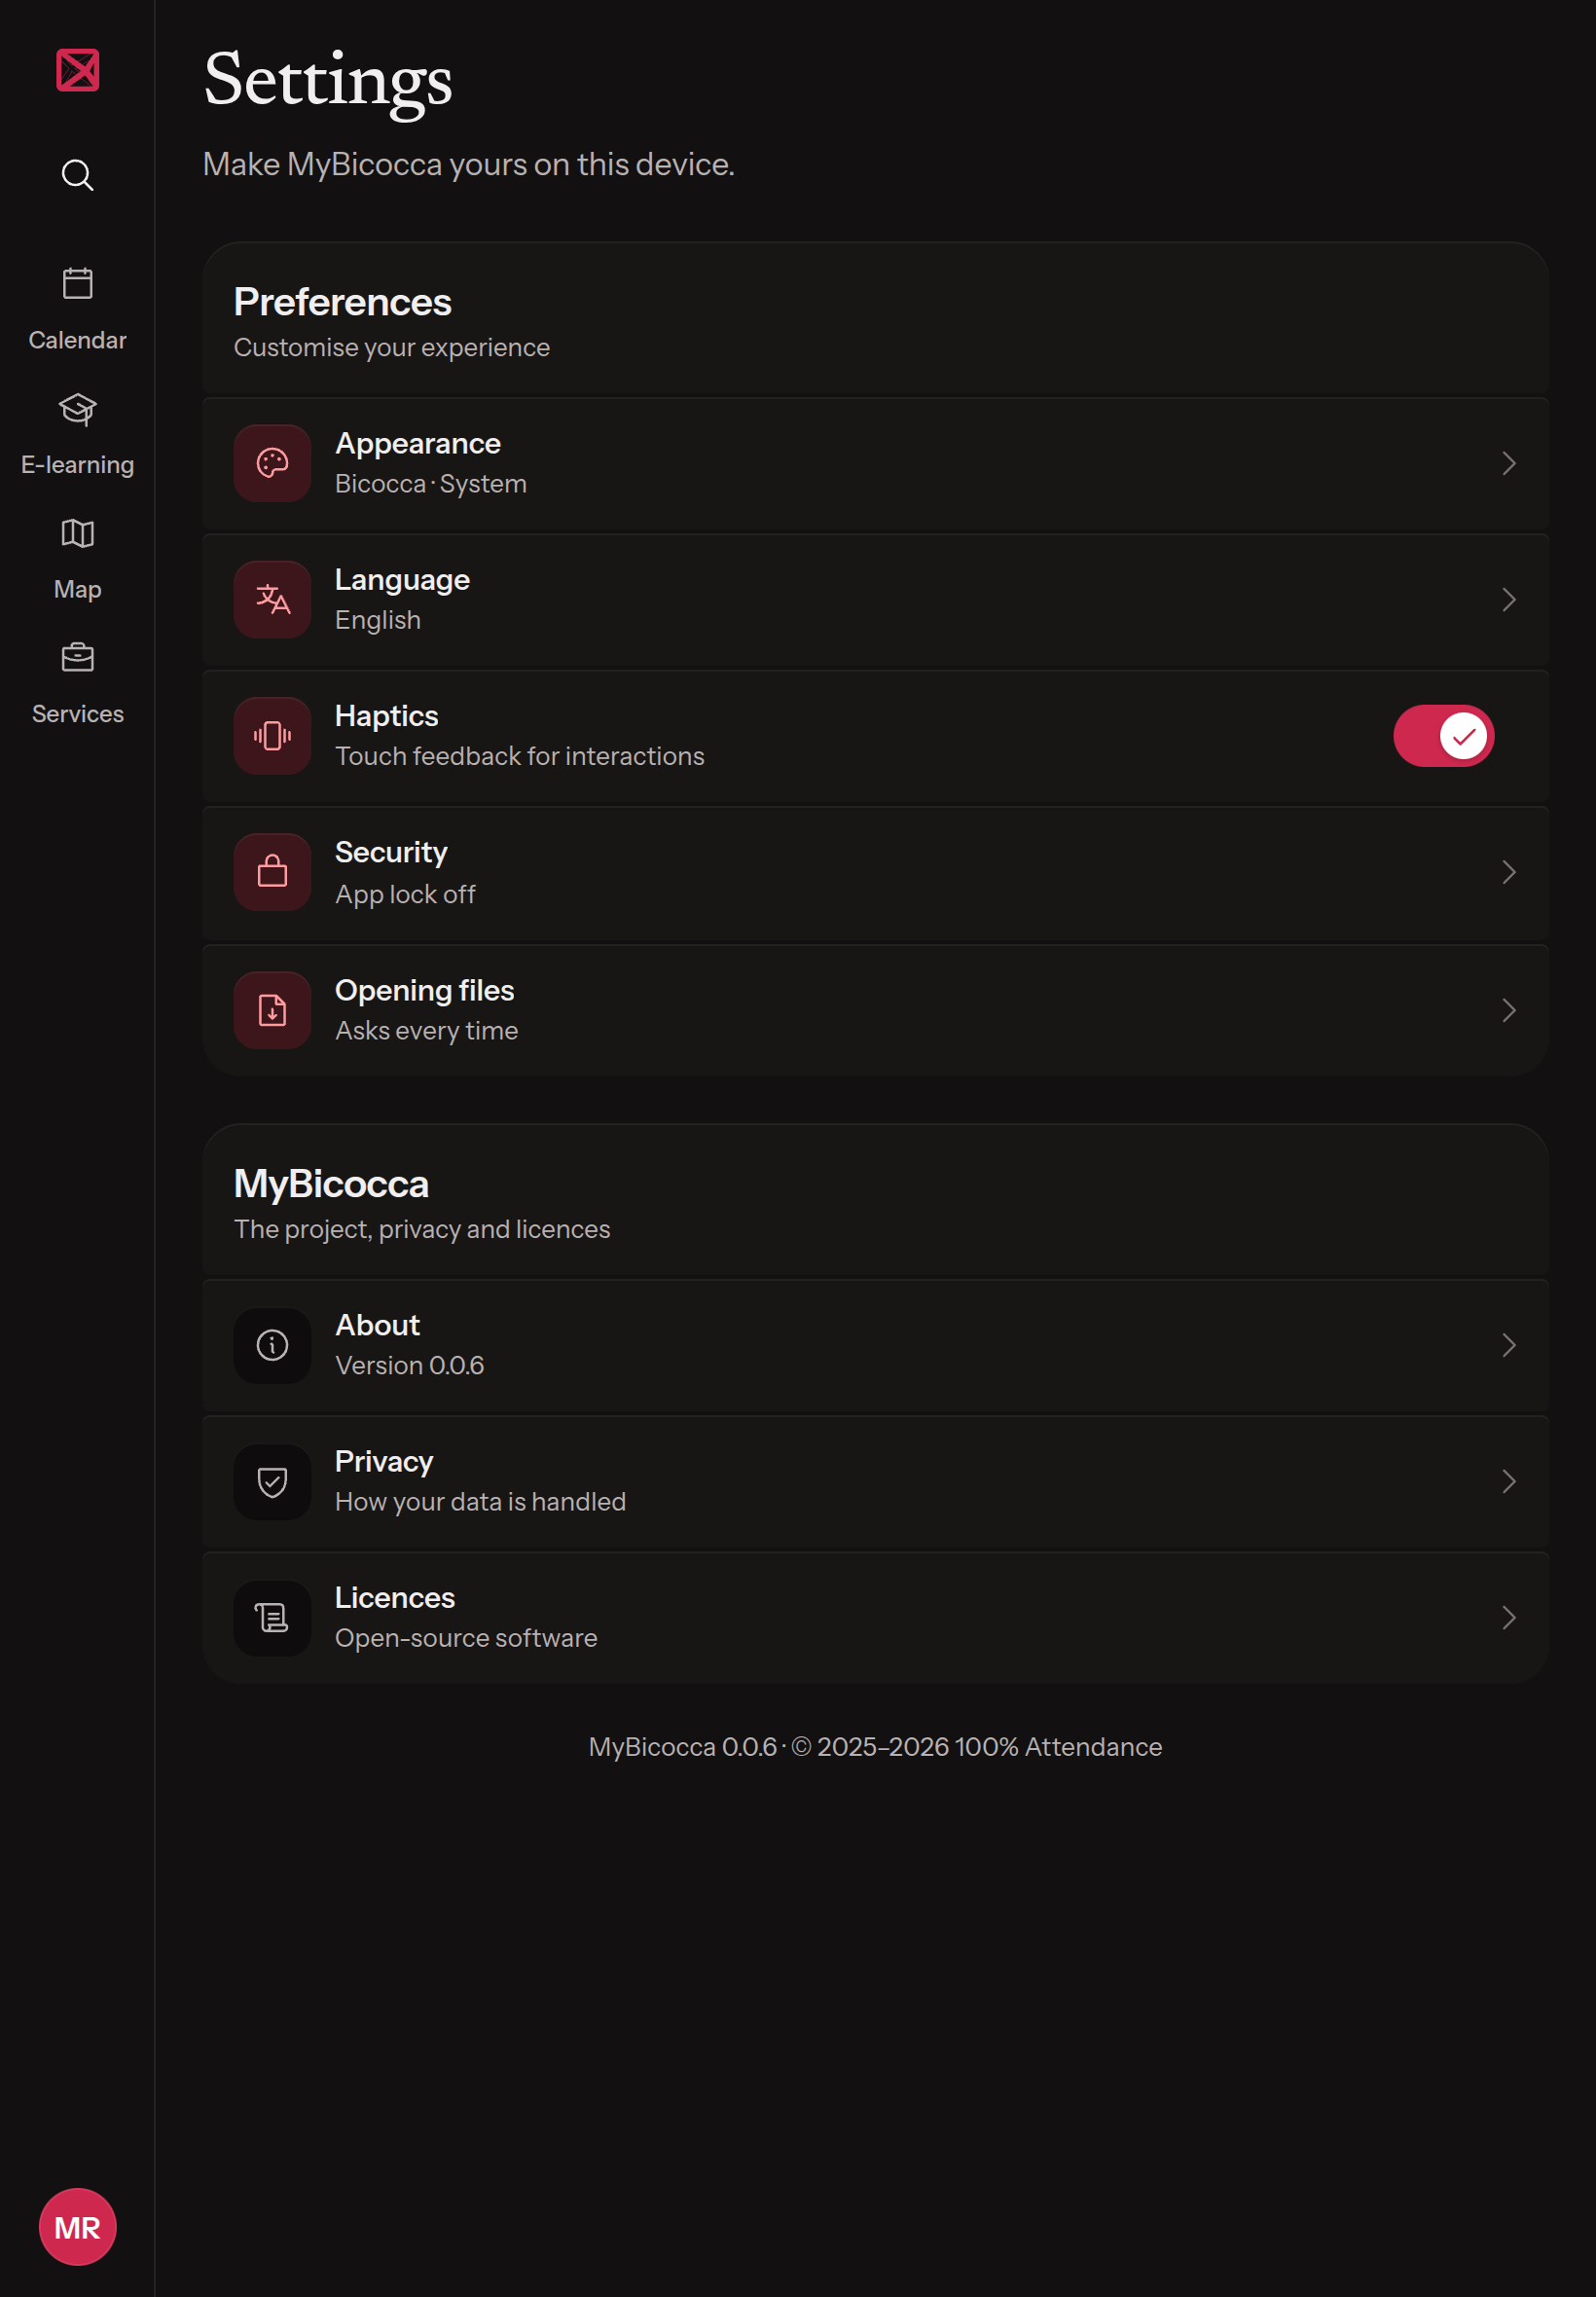 Settings
Make MyBicocca yours on this device.
Calendar
E-learning
Map
Services
Preferences
Customise your experience
Appearance
Bicocca · System
Language
English
Haptics
Touch feedback for interactions
Security
App lock off
Opening files
Asks every time
MyBicocca
The project, privacy and licences
About
Version 0.0.6
Privacy
How your data is handled
Licences
Open-source software
MyBicocca 0.0.6 · © 2025–2026 100% Attendance
MR